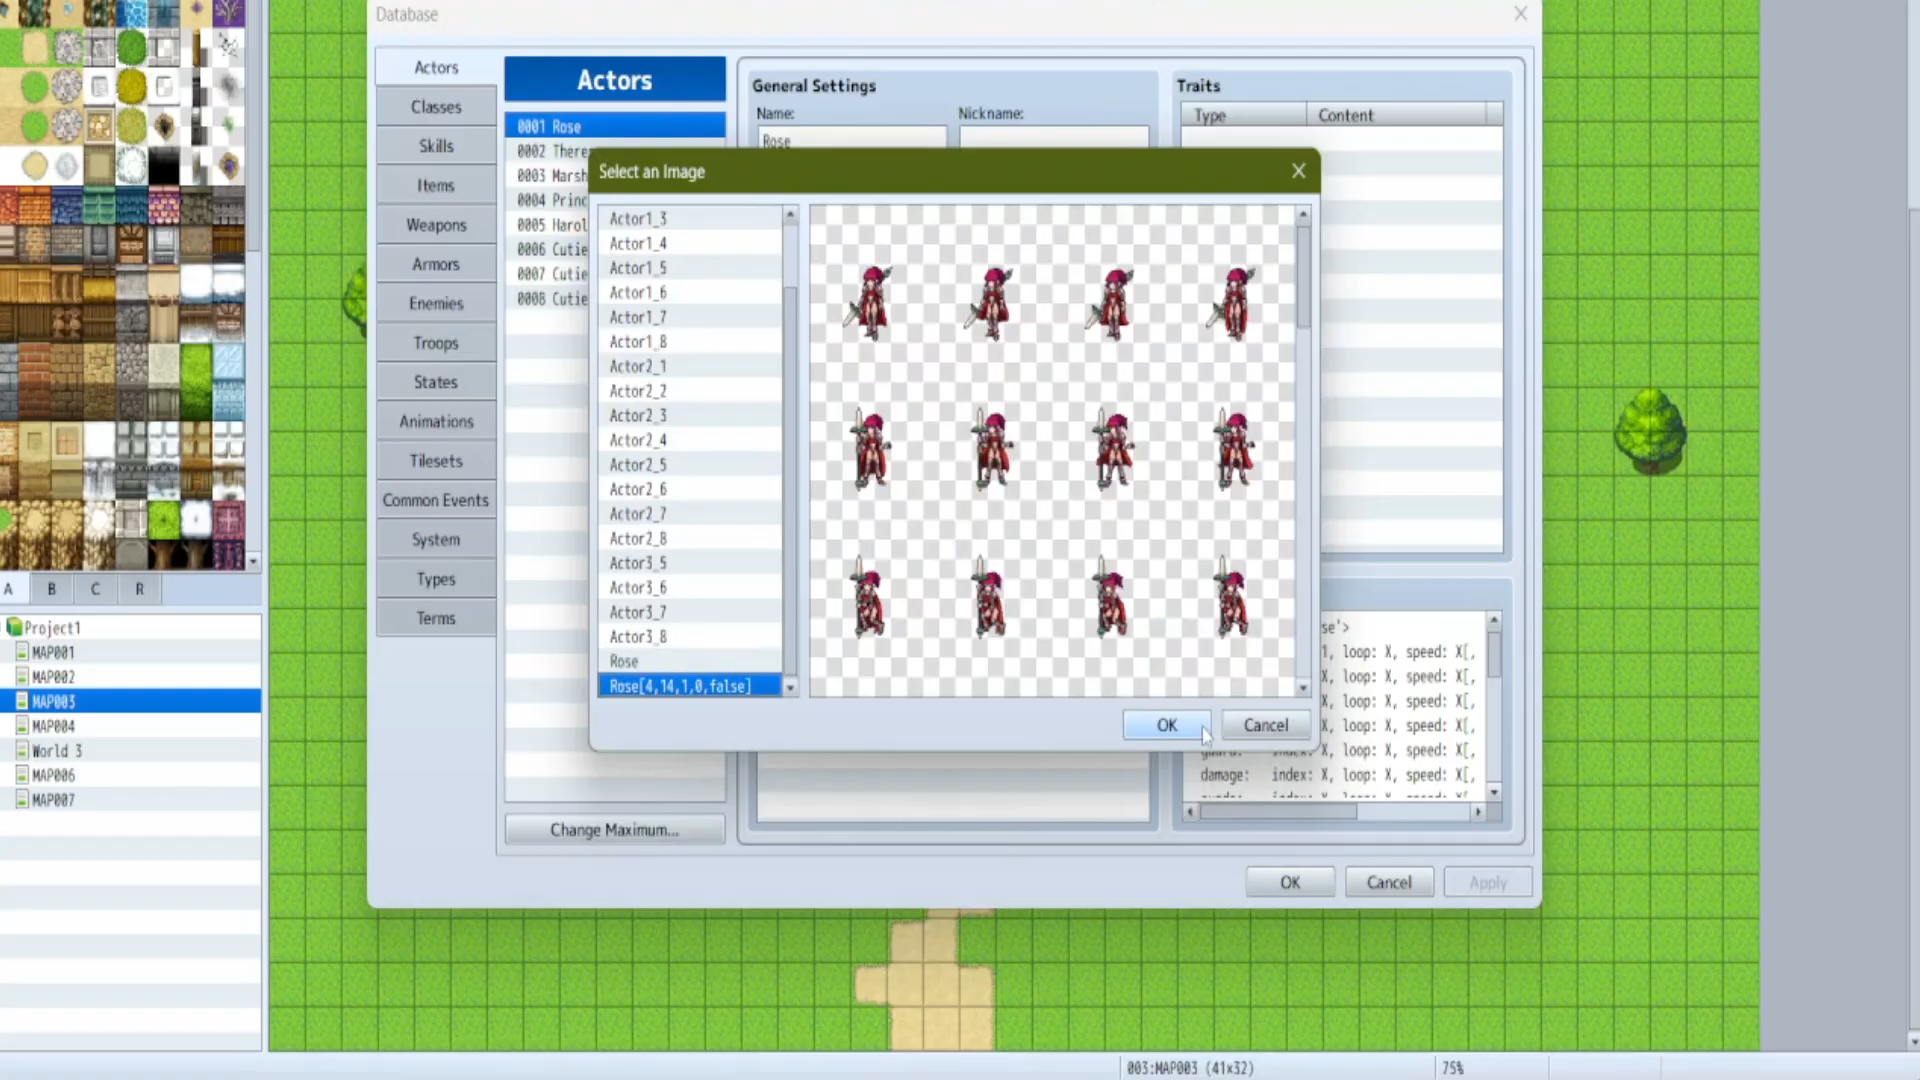 Database
Actors
Classes
Skills
Items
Weapons
Armors
Enemies
Troops
States
Animations
Tilesets
Common Events
System
Types
Terms
Actors
0001 Rose
0002 There
0003 Marsh
0004 Princ
0005 Harol
0006 Cutie
0007 Cutie
0008 Cutie
Change Maximum...
General Settings
Name:
Nickname:
Rose
Traits
Type
Content
Select an Image
Actor1_3
Actor1_4
Actor1_5
Actor1_6
Actor1_7
Actor1_8
Actor2_1
Actor2_2
Actor2_3
Actor2_4
Actor2_5
Actor2_6
Actor2_7
Actor2_8
Actor3_5
Actor3_6
Actor3_7
Actor3_8
Rose
Rose[4,14,1,0,false]
OK
Cancel
se'>
1, loop: X, speed: X[,
X, loop: X, speed: X[,
X, loop: X, speed: X[,
X, loop: X, speed: X[,
guard: index: X, loop: X, speed: X[,
damage: index: X, loop: X, speed: X[,
OK
Cancel
Apply
A
B
C
R
Project1
MAP001
MAP002
MAP003
MAP004
World 3
MAP006
MAP007
003:MAP003 (41x32)
75%